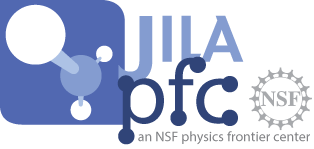 JILA
pfc
NSF
an NSF physics frontier center